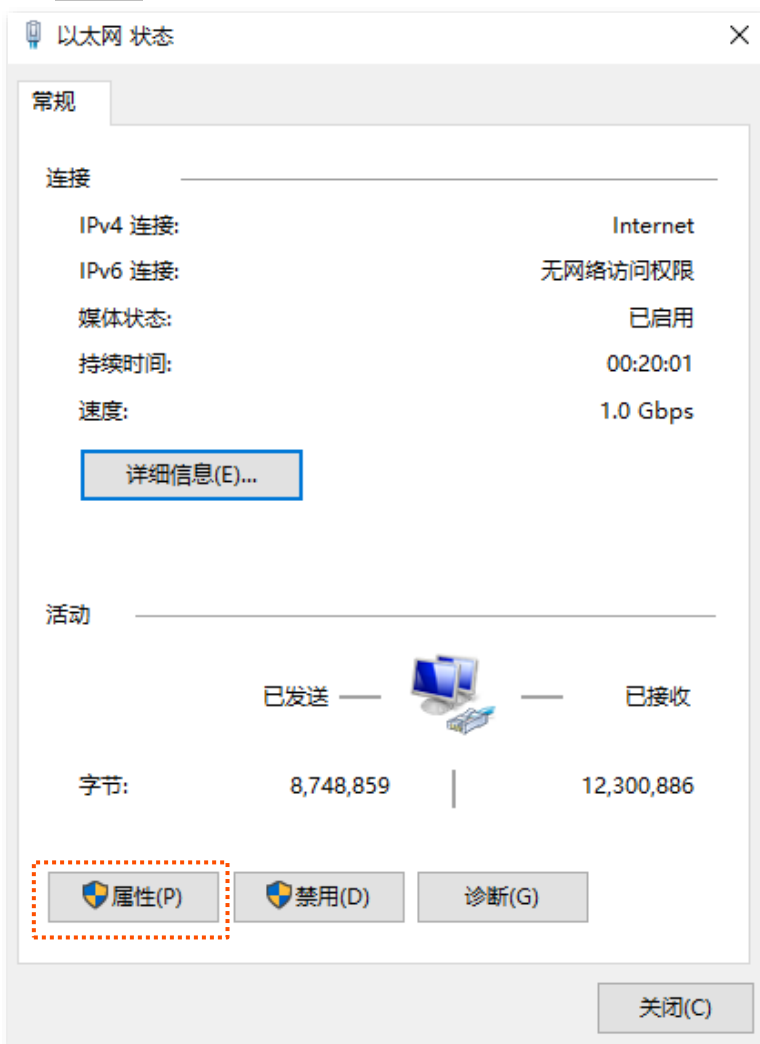 以太网 状态
常规
连接
IPv4 连接: Internet
IPv6 连接: 无网络访问权限
媒体状态: 已启用
持续时间: 00:20:01
速度: 1.0 Gbps
详细信息(E)...
活动
已发送 已接收
字节: 8,748,859 12,300,886
属性(P) 禁用(D) 诊断(G)
关闭(C)